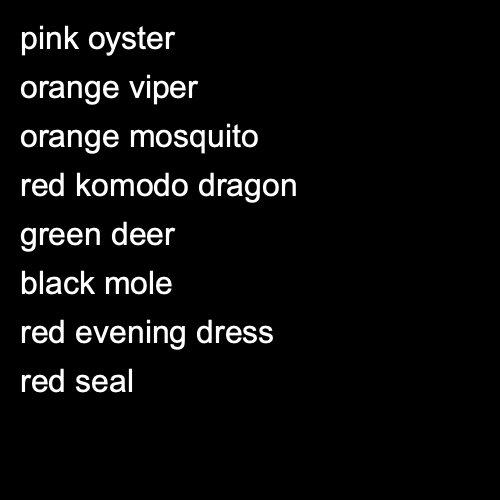 pink oyster
orange viper
orange mosquito
red komodo dragon
green deer
black mole
red evening dress
red seal